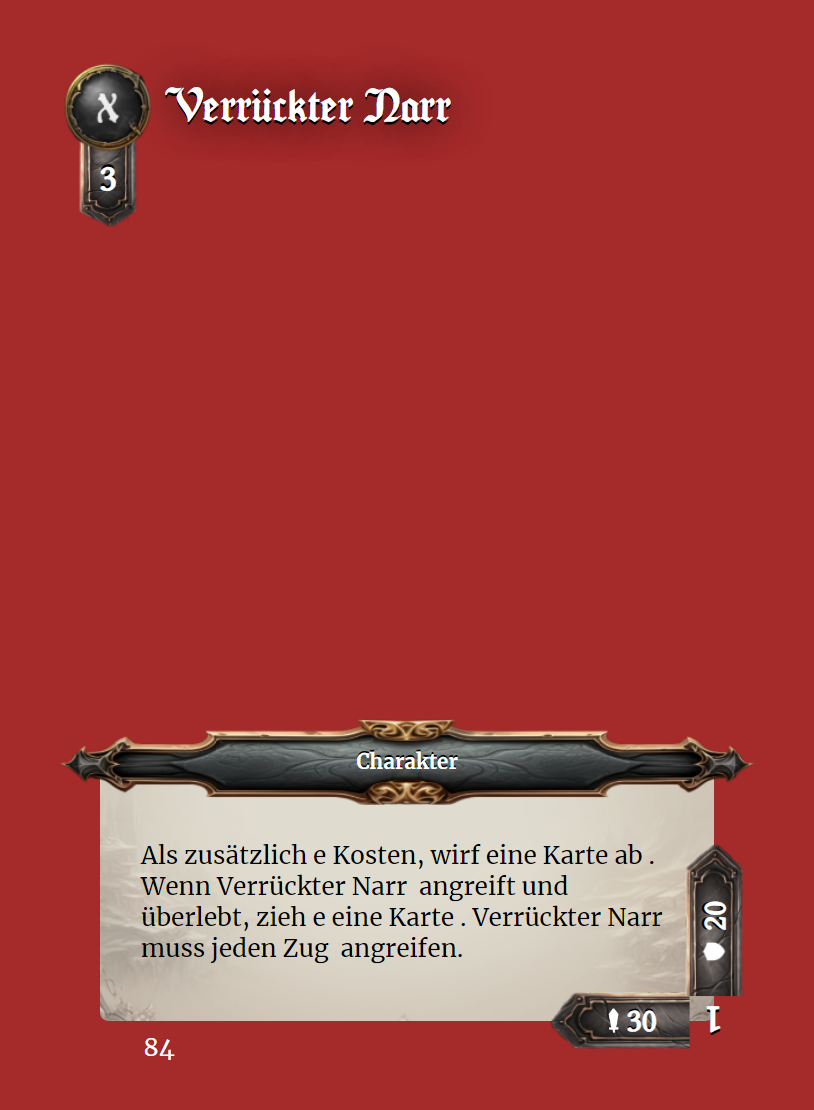 Verrückter Narr
3
Charakter
Als zusätzlich e Kosten, wirf eine Karte ab .
Wenn Verrückter Narr  angreift und
überlebt, zieh e eine Karte . Verrückter Narr
muss jeden Zug  angreifen.
20
30
1
84